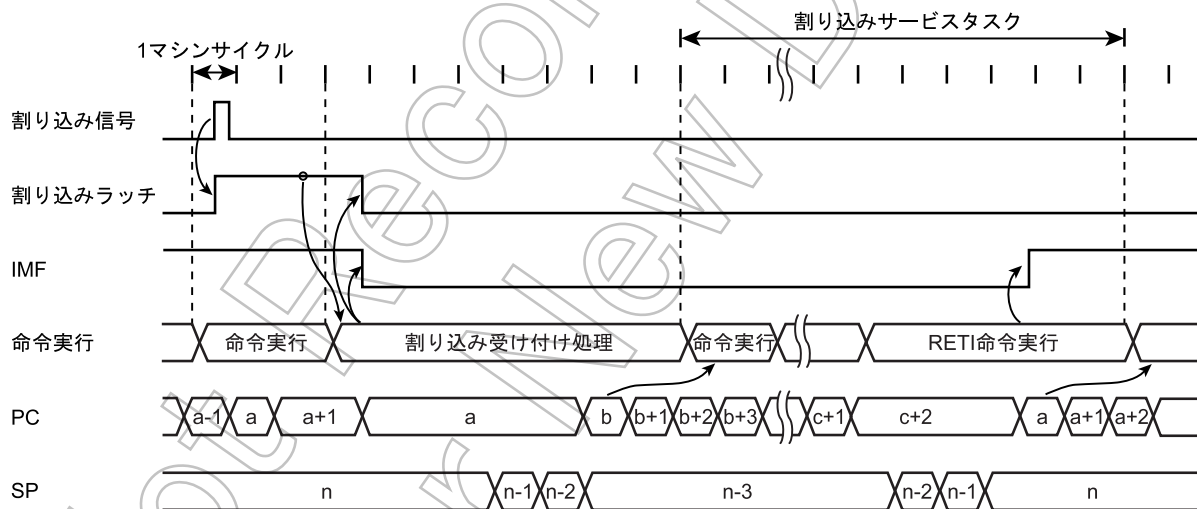 割り込みサービスタスク
1マシンサイクル
割り込み信号
割り込みラッチ
IMF
命令実行 命令実行 割り込み受け付け処理 命令実行 RETI命令実行
PC a-1 a a+1 a b b+1 b+2 b+3 c+1 c+2 a a+1 a+2
SP n n-1 n-2 n-3 n-2 n-1 n